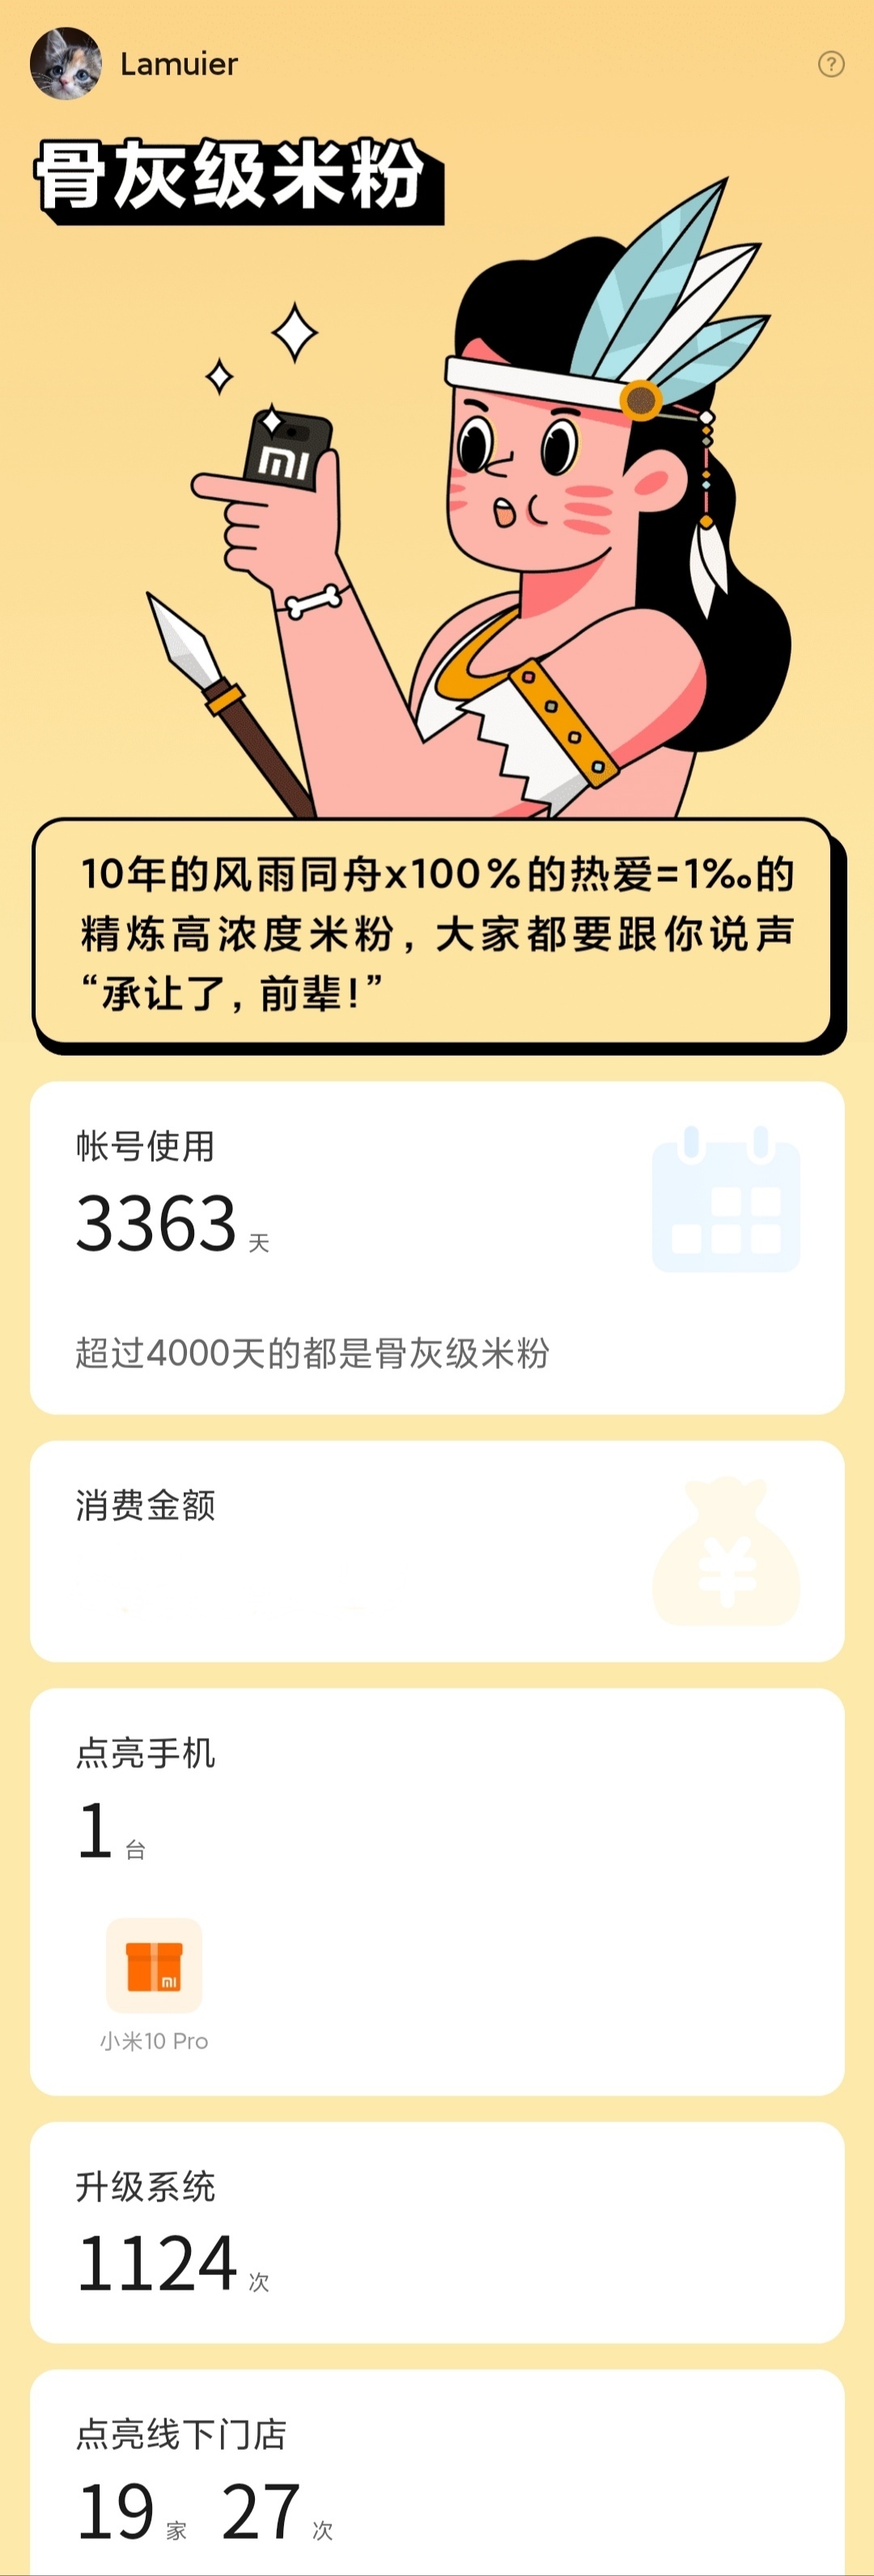 Lamuier
?
骨灰级米粉
mi
10年的风雨同舟x100%的热爱=1‰的
精炼高浓度米粉，大家都要跟你说声
“承让了，前辈！”
帐号使用
3363 天
超过4000天的都是骨灰级米粉
消费金额
¥
点亮手机
1 台
mi
小米10 Pro
升级系统
1124 次
点亮线下门店
19 家 27 次